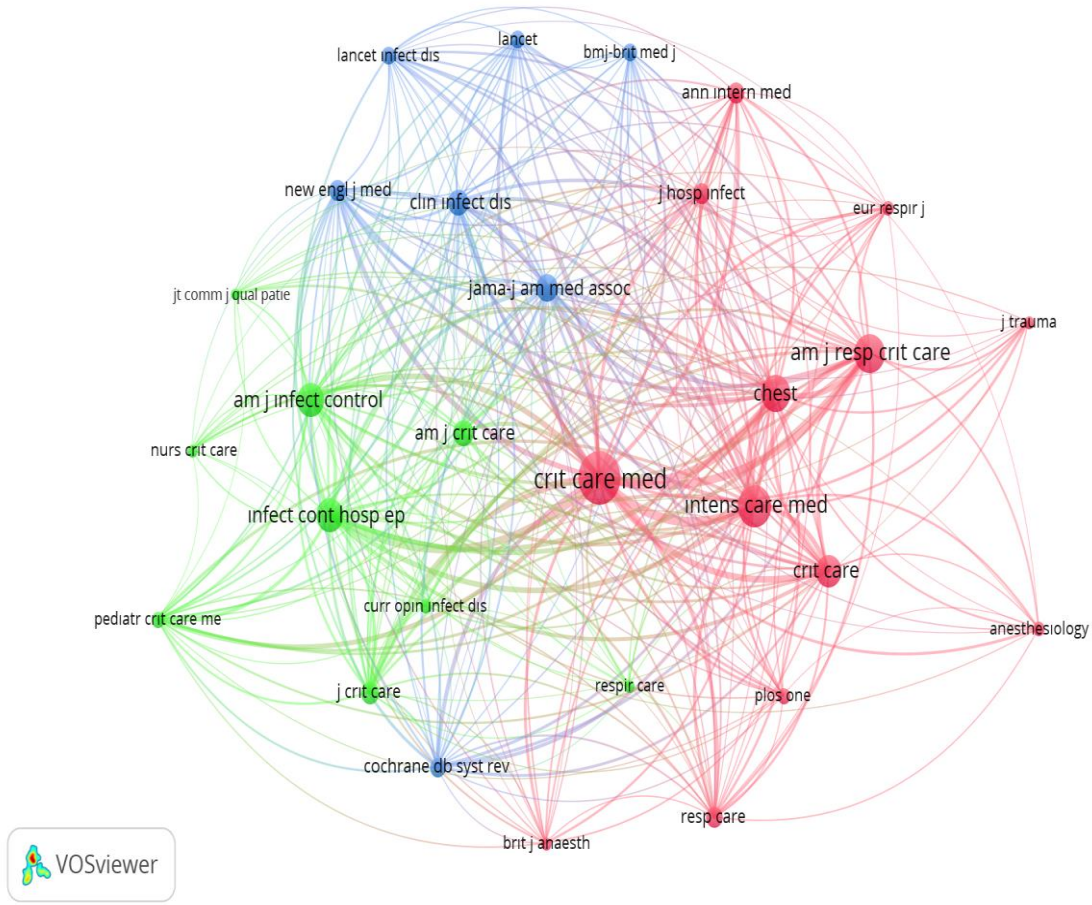 lancet
lancet infect dis
bmj-brit med j
ann intern med
new engl j med
clin infect dis
j hosp infect
eur respir j
jt comm j qual patie
jama-j am med assoc
j trauma
am j resp crit care
am j infect control
chest
am j crit care
nurs crit care
crit care med
infect cont hosp ep
intens care med
crit care
curr opin infect dis
pediatr crit care me
anesthesiology
j crit care
respir care
plos one
cochrane db syst rev
resp care
brit j anaesth
VOSviewer